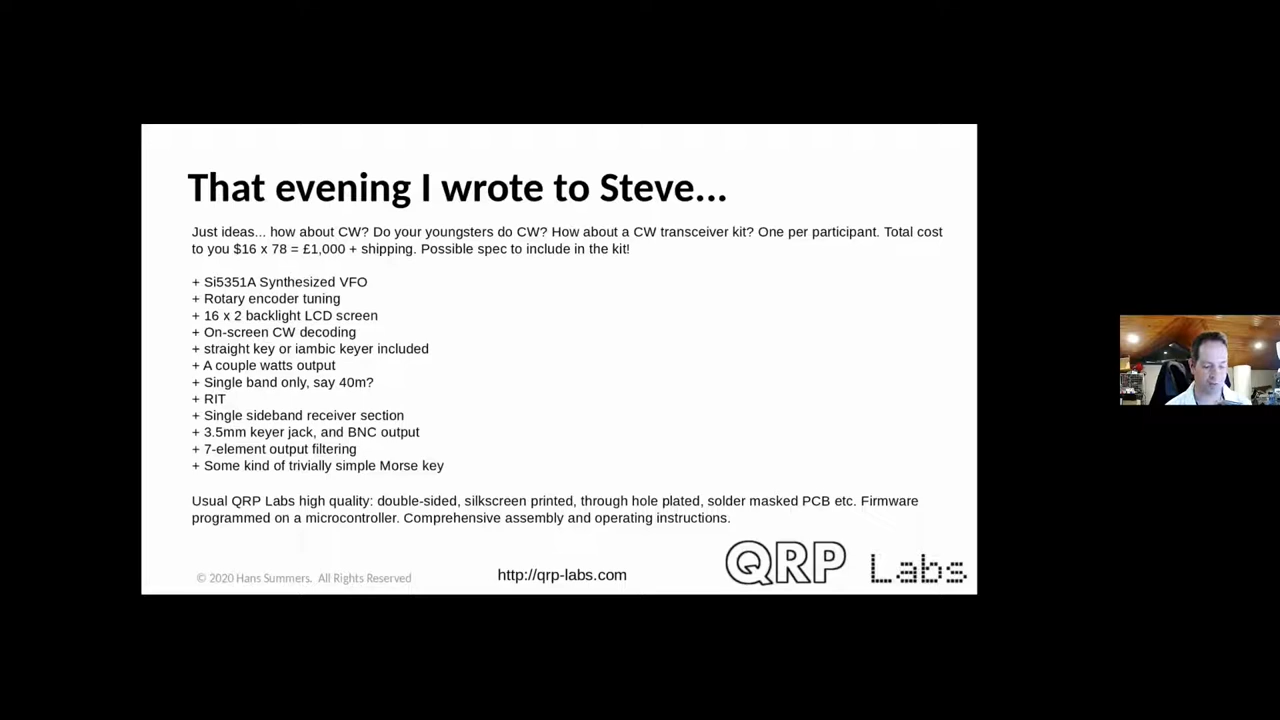 That evening I wrote to Steve...
Just ideas... how about CW? Do your youngsters do CW? How about a CW transceiver kit? One per participant. Total cost
to you $16 x 78 = £1,000 + shipping. Possible spec to include in the kit!
+ Si5351A Synthesized VFO
+ Rotary encoder tuning
+ 16 x 2 backlight LCD screen
+ On-screen CW decoding
+ straight key or iambic keyer included
+ A couple watts output
+ Single band only, say 40m?
+ RIT
+ Single sideband receiver section
+ 3.5mm keyer jack, and BNC output
+ 7-element output filtering
+ Some kind of trivially simple Morse key
Usual QRP Labs high quality: double-sided, silkscreen printed, through hole plated, solder masked PCB etc. Firmware
programmed on a microcontroller. Comprehensive assembly and operating instructions.
© 2020 Hans Summers. All Rights Reserved
http://qrp-labs.com
QRP Labs